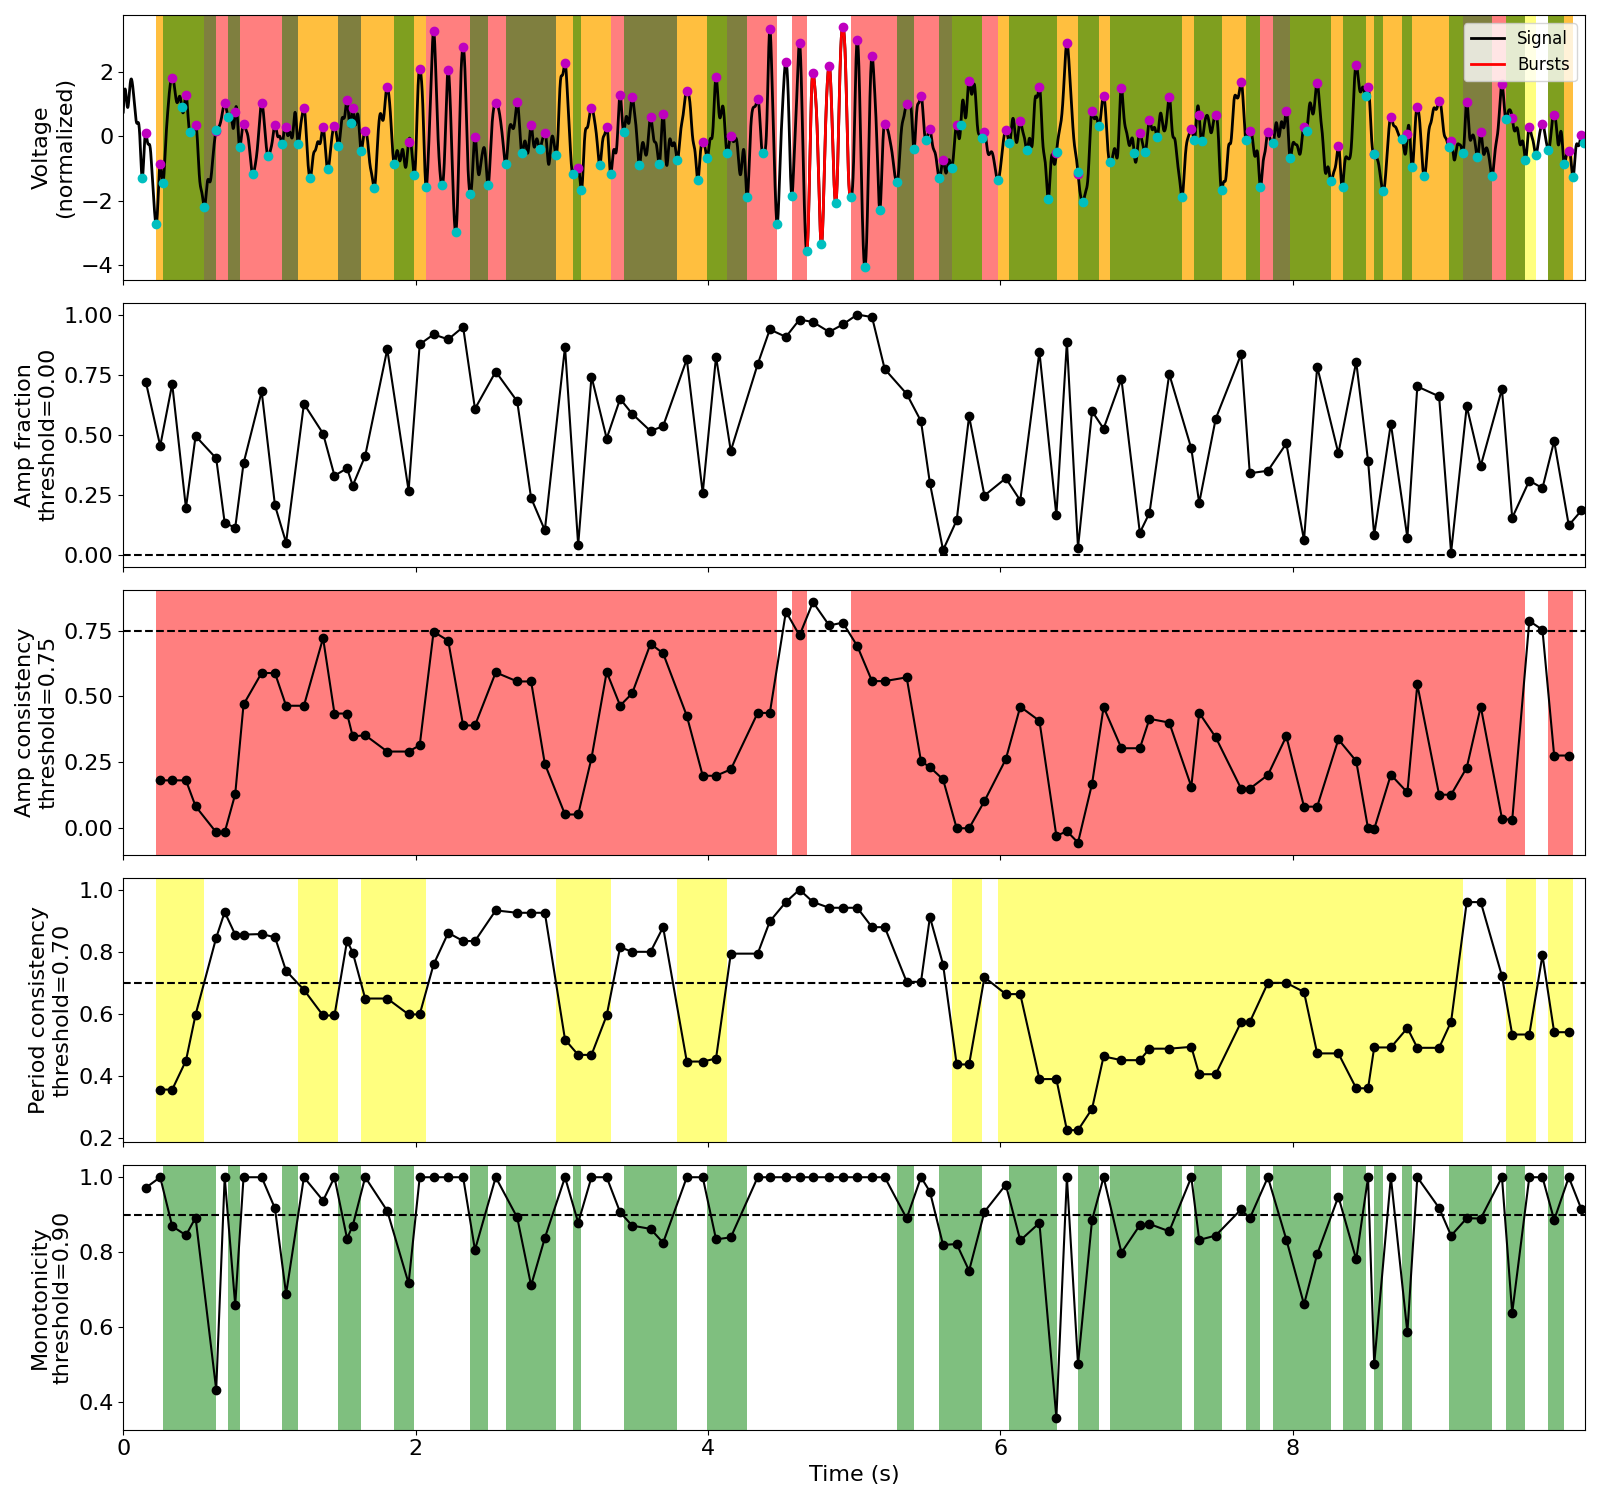 Voltage
(normalized)
2
0
−2
−4
Signal
Bursts
Amp fraction
threshold=0.00
1.00
0.75
0.50
0.25
0.00
Amp consistency
threshold=0.75
0.75
0.50
0.25
0.00
Period consistency
threshold=0.70
1.0
0.8
0.6
0.4
0.2
Monotonicity
threshold=0.90
1.0
0.8
0.6
0.4
0
2
4
6
8
Time (s)